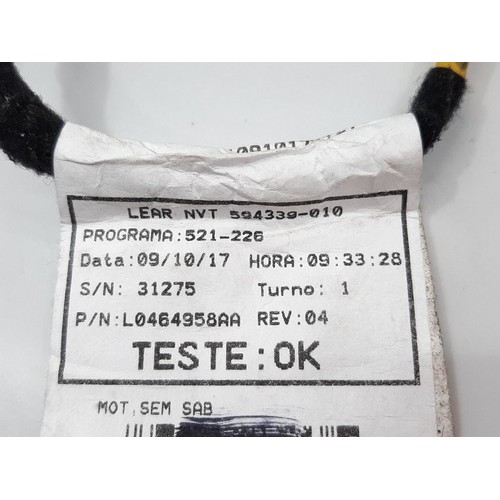 LEAR NVT 594339-010
PROGRAMA:521-226
Data:09/10/17 HORA:09:33:28
S/N: 31275 Turno: 1
P/N:L0464958AA REV:04
TESTE:OK
MOT,SEM SAB